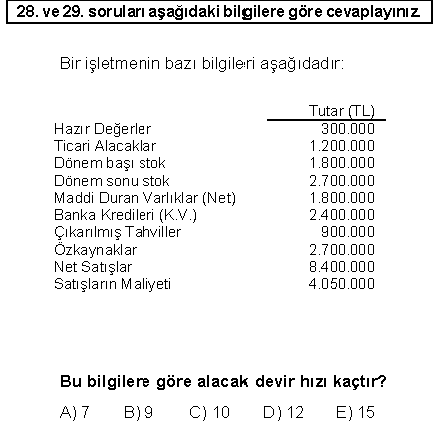 28. ve 29. soruları aşağıdaki bilgilere göre cevaplayınız.
Bir işletmenin bazı bilgileri aşağıdadır:
Tutar (TL)
Hazır Değerler 300.000
Ticari Alacaklar 1.200.000
Dönem başı stok 1.800.000
Dönem sonu stok 2.700.000
Maddi Duran Varlıklar (Net) 1.800.000
Banka Kredileri (K.V.) 2.400.000
Çıkarılmış Tahviller 900.000
Özkaynaklar 2.700.000
Net Satışlar 8.400.000
Satışların Maliyeti 4.050.000
Bu bilgilere göre alacak devir hızı kaçtır?
A) 7 B) 9 C) 10 D) 12 E) 15